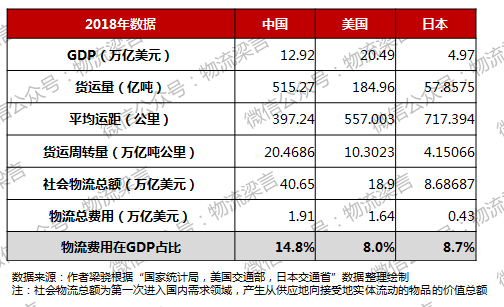 2018年数据 中国 美国 日本
GDP（万亿美元） 12.92 20.49 4.97
货运量（亿吨） 515.27 184.96 57.8575
平均运距（公里） 397.24 557.003 717.394
货运周转量（万亿吨公里） 20.4686 10.3023 4.15066
社会物流总额（万亿美元） 40.65 18.9 8.68687
物流总费用（万亿美元） 1.91 1.64 0.43
物流费用在GDP占比 14.8% 8.0% 8.7%
数据来源：作者梁骁根据“国家统计局，美国交通部，日本交通省”数据整理绘制
注：社会物流总额为第一次进入国内需求领域，产生从供应地向接受地实体流动的物品的价值总额
微信公众号：物流梁言